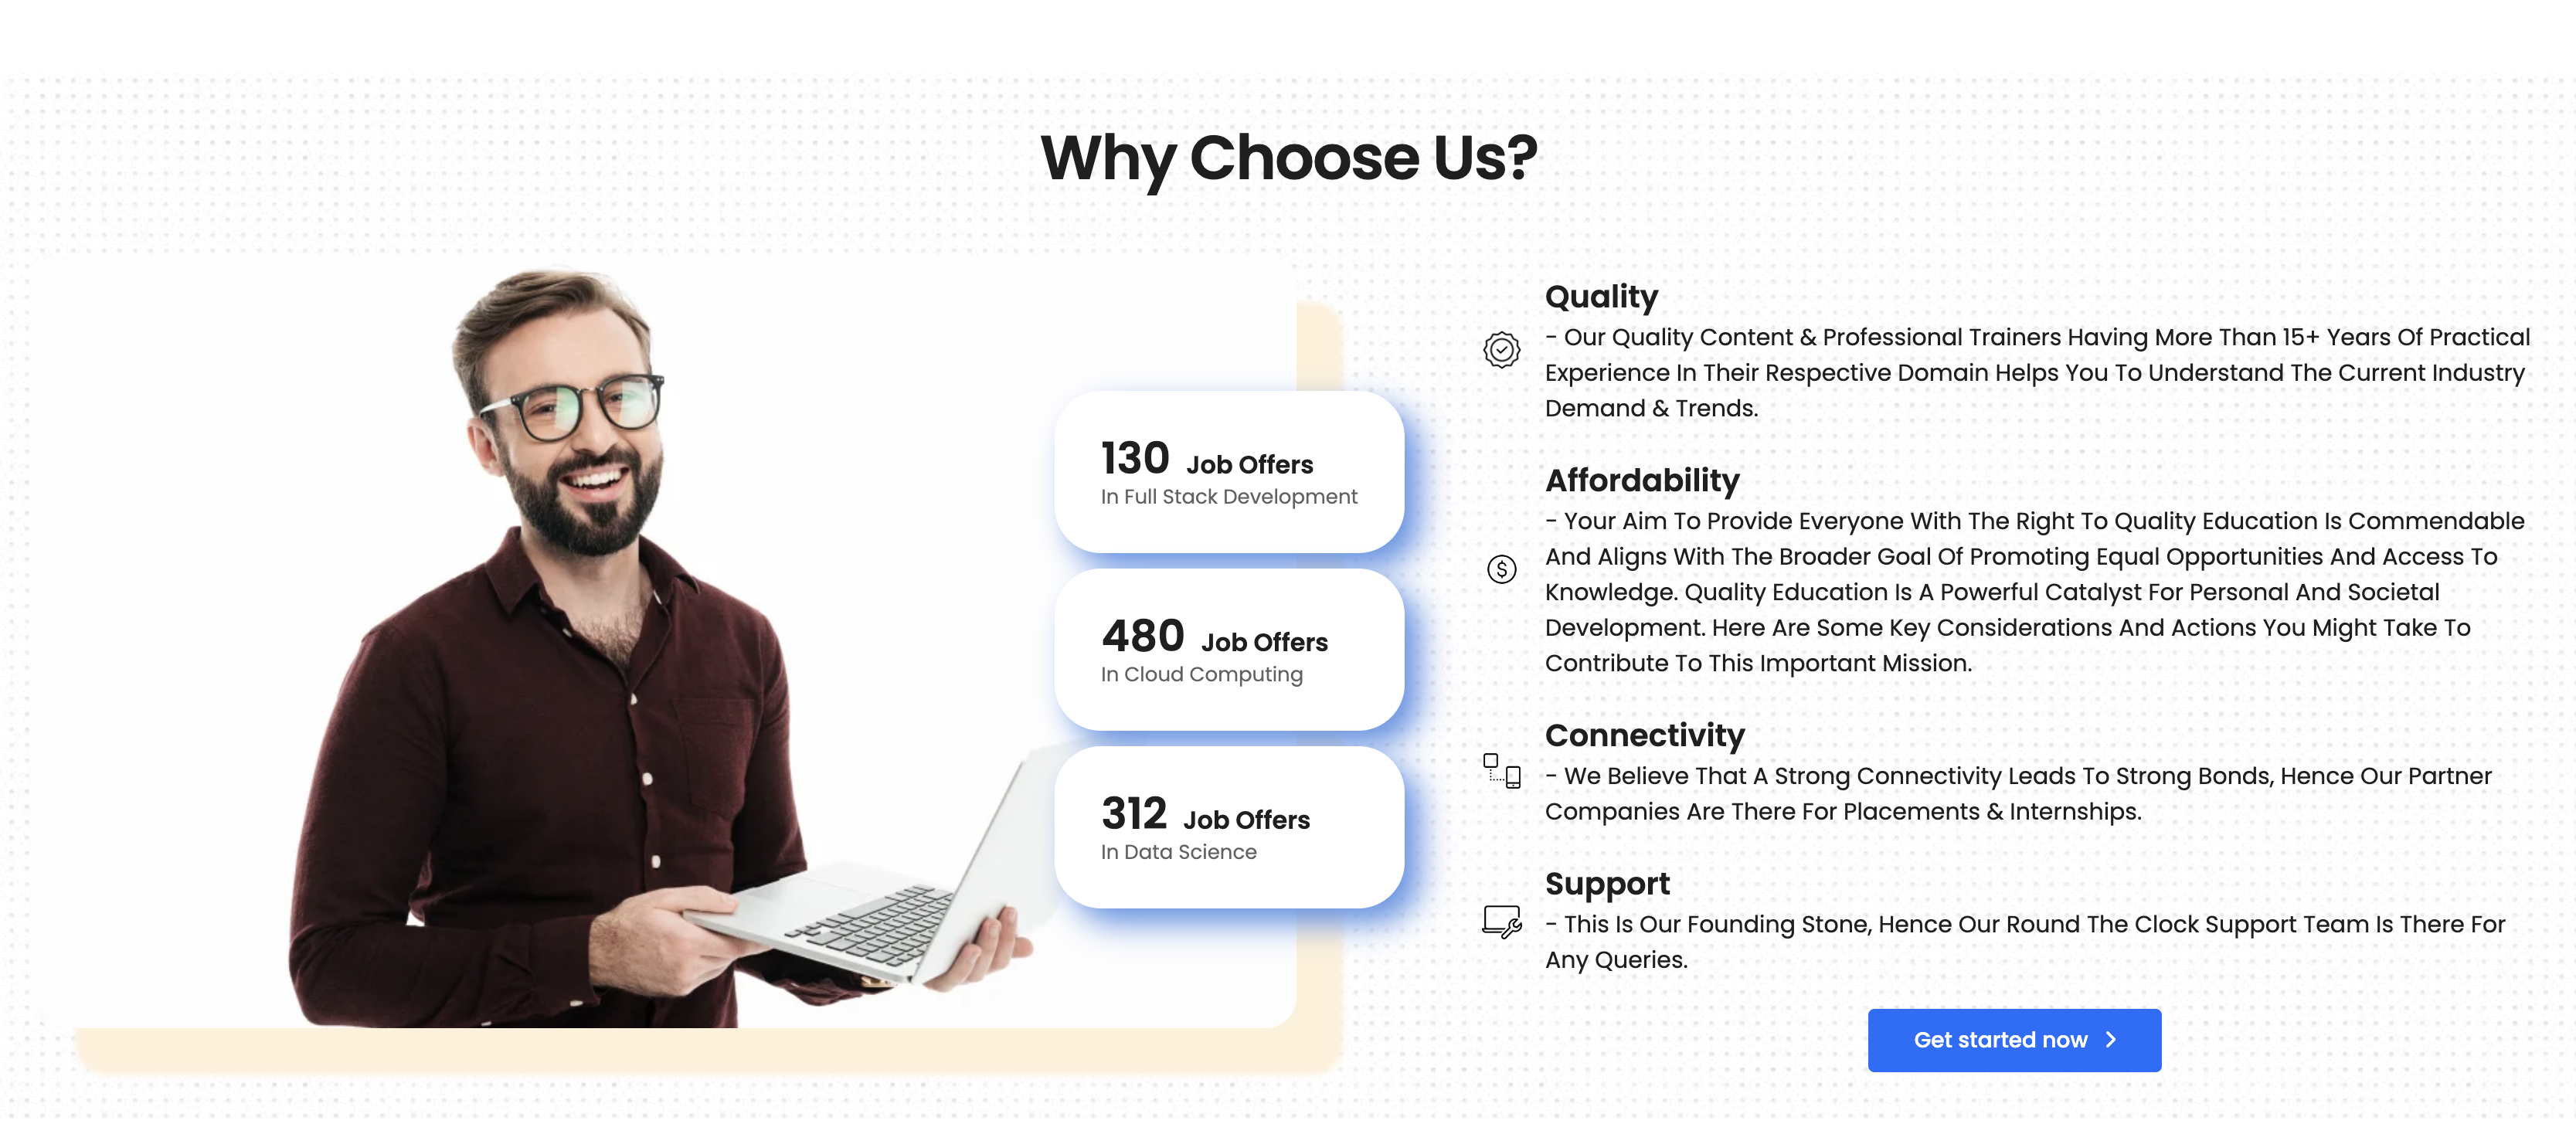 Why Choose Us?
130 Job Offers
In Full Stack Development
480 Job Offers
In Cloud Computing
312 Job Offers
In Data Science
Quality
- Our Quality Content & Professional Trainers Having More Than 15+ Years Of Practical
Experience In Their Respective Domain Helps You To Understand The Current Industry
Demand & Trends.
Affordability
- Your Aim To Provide Everyone With The Right To Quality Education Is Commendable
And Aligns With The Broader Goal Of Promoting Equal Opportunities And Access To
Knowledge. Quality Education Is A Powerful Catalyst For Personal And Societal
Development. Here Are Some Key Considerations And Actions You Might Take To
Contribute To This Important Mission.
Connectivity
- We Believe That A Strong Connectivity Leads To Strong Bonds, Hence Our Partner
Companies Are There For Placements & Internships.
Support
- This Is Our Founding Stone, Hence Our Round The Clock Support Team Is There For
Any Queries.
Get started now